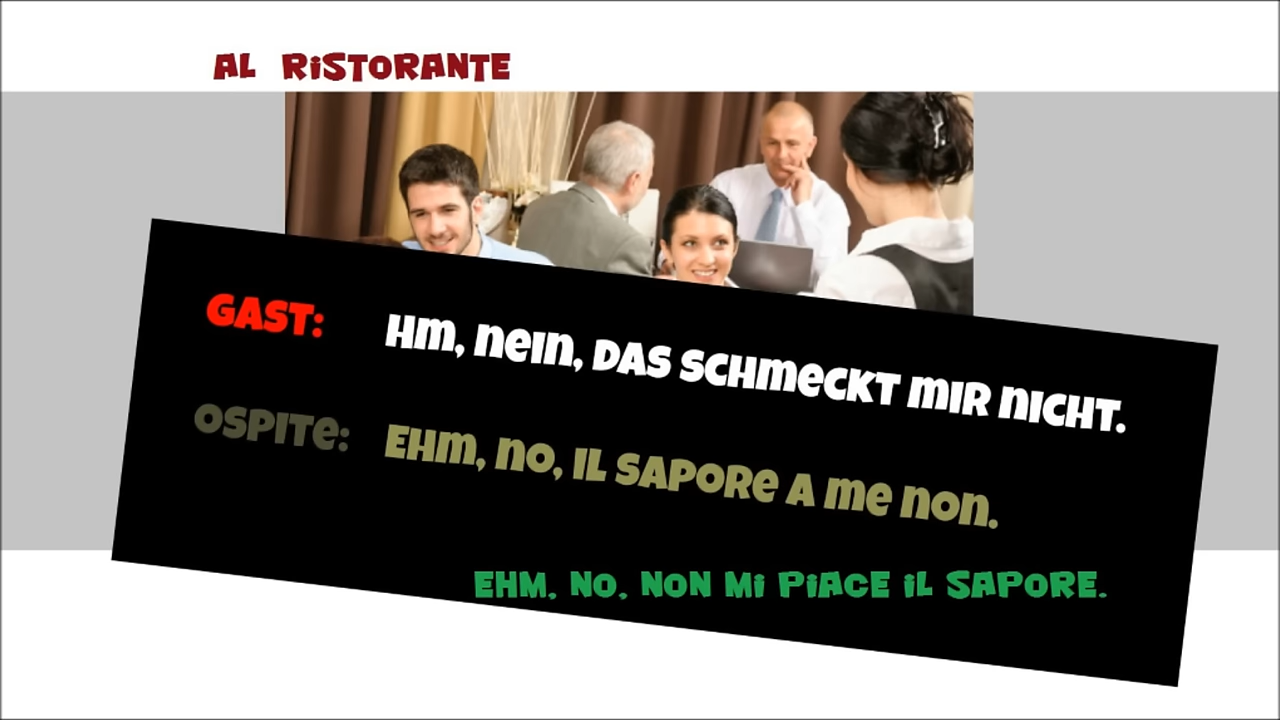 AL RISTORANTE
GAST: Hm, nein, das schmeckt mir nicht.
OSPITE: Ehm, no, il sapore a me non.
EHM, NO, NON MI PIACE IL SAPORE.